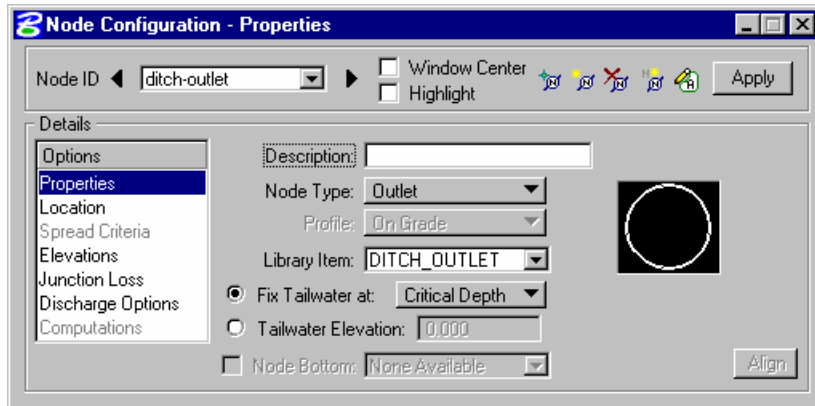 Node Configuration - Properties
Node ID ditch-outlet Window Center Apply
Highlight
Details
Options Description:
Properties Node Type: Outlet
Location Profile: On Grade
Spread Criteria
Elevations Library Item: DITCH_OUTLET
Junction Loss
Discharge Options Fix Tailwater at: Critical Depth
Computations Tailwater Elevation: 0.000
Node Bottom: None Available Align